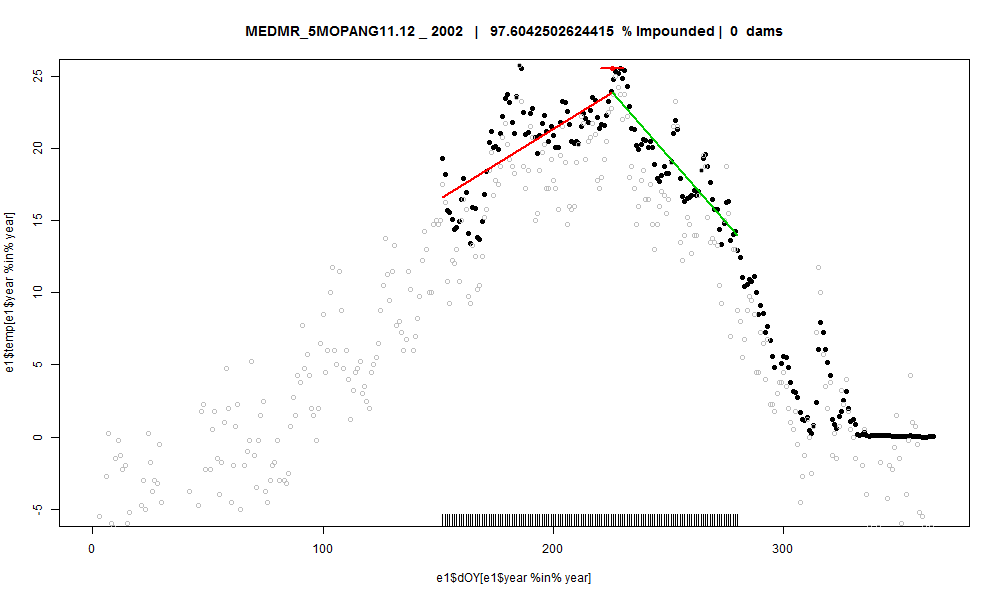 MEDMR_5MOPANG11.12 _ 2002 | 97.6042502624415 % Impounded | 0 dams
25
20
15
10
5
0
-5
e1$temp[e1$year %in% year]
0 100 200 300
e1$dOY[e1$year %in% year]